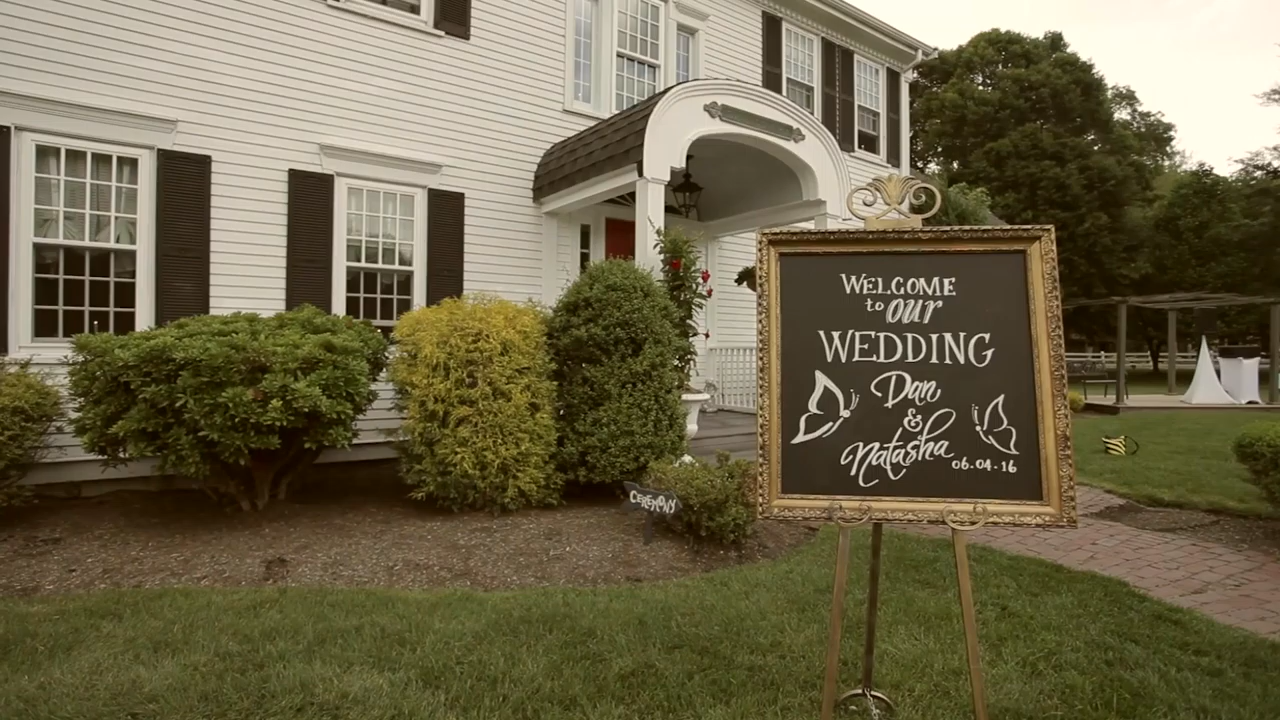 WELCOME
to our
WEDDING
Dan
&
Natasha
06.04.16
CEREMONY